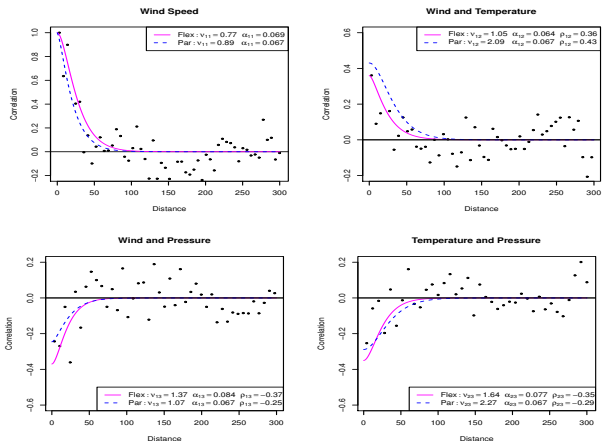 Wind Speed
Flex : ν11 = 0.77 α11 = 0.069
Par : ν11 = 0.89 α11 = 0.067
Correlation
1.0
0.8
0.6
0.4
0.2
0.0
-0.2
0 50 100 150 200 250 300
Distance
Wind and Temperature
Flex : ν12 = 1.05 α12 = 0.064 ρ12 = 0.36
Par : ν12 = 2.09 α12 = 0.067 ρ12 = 0.43
Correlation
0.6
0.4
0.2
0.0
-0.2
0 50 100 150 200 250 300
Distance
Wind and Pressure
Correlation
0.2
0.0
-0.2
-0.4
-0.6
Flex : ν13 = 1.37 α13 = 0.084 ρ13 = −0.37
Par : ν13 = 1.07 α13 = 0.067 ρ13 = −0.25
0 50 100 150 200 250 300
Distance
Temperature and Pressure
Correlation
0.2
0.0
-0.2
-0.4
-0.6
Flex : ν23 = 1.64 α23 = 0.077 ρ23 = −0.35
Par : ν23 = 2.27 α23 = 0.067 ρ23 = −0.29
0 50 100 150 200 250 300
Distance